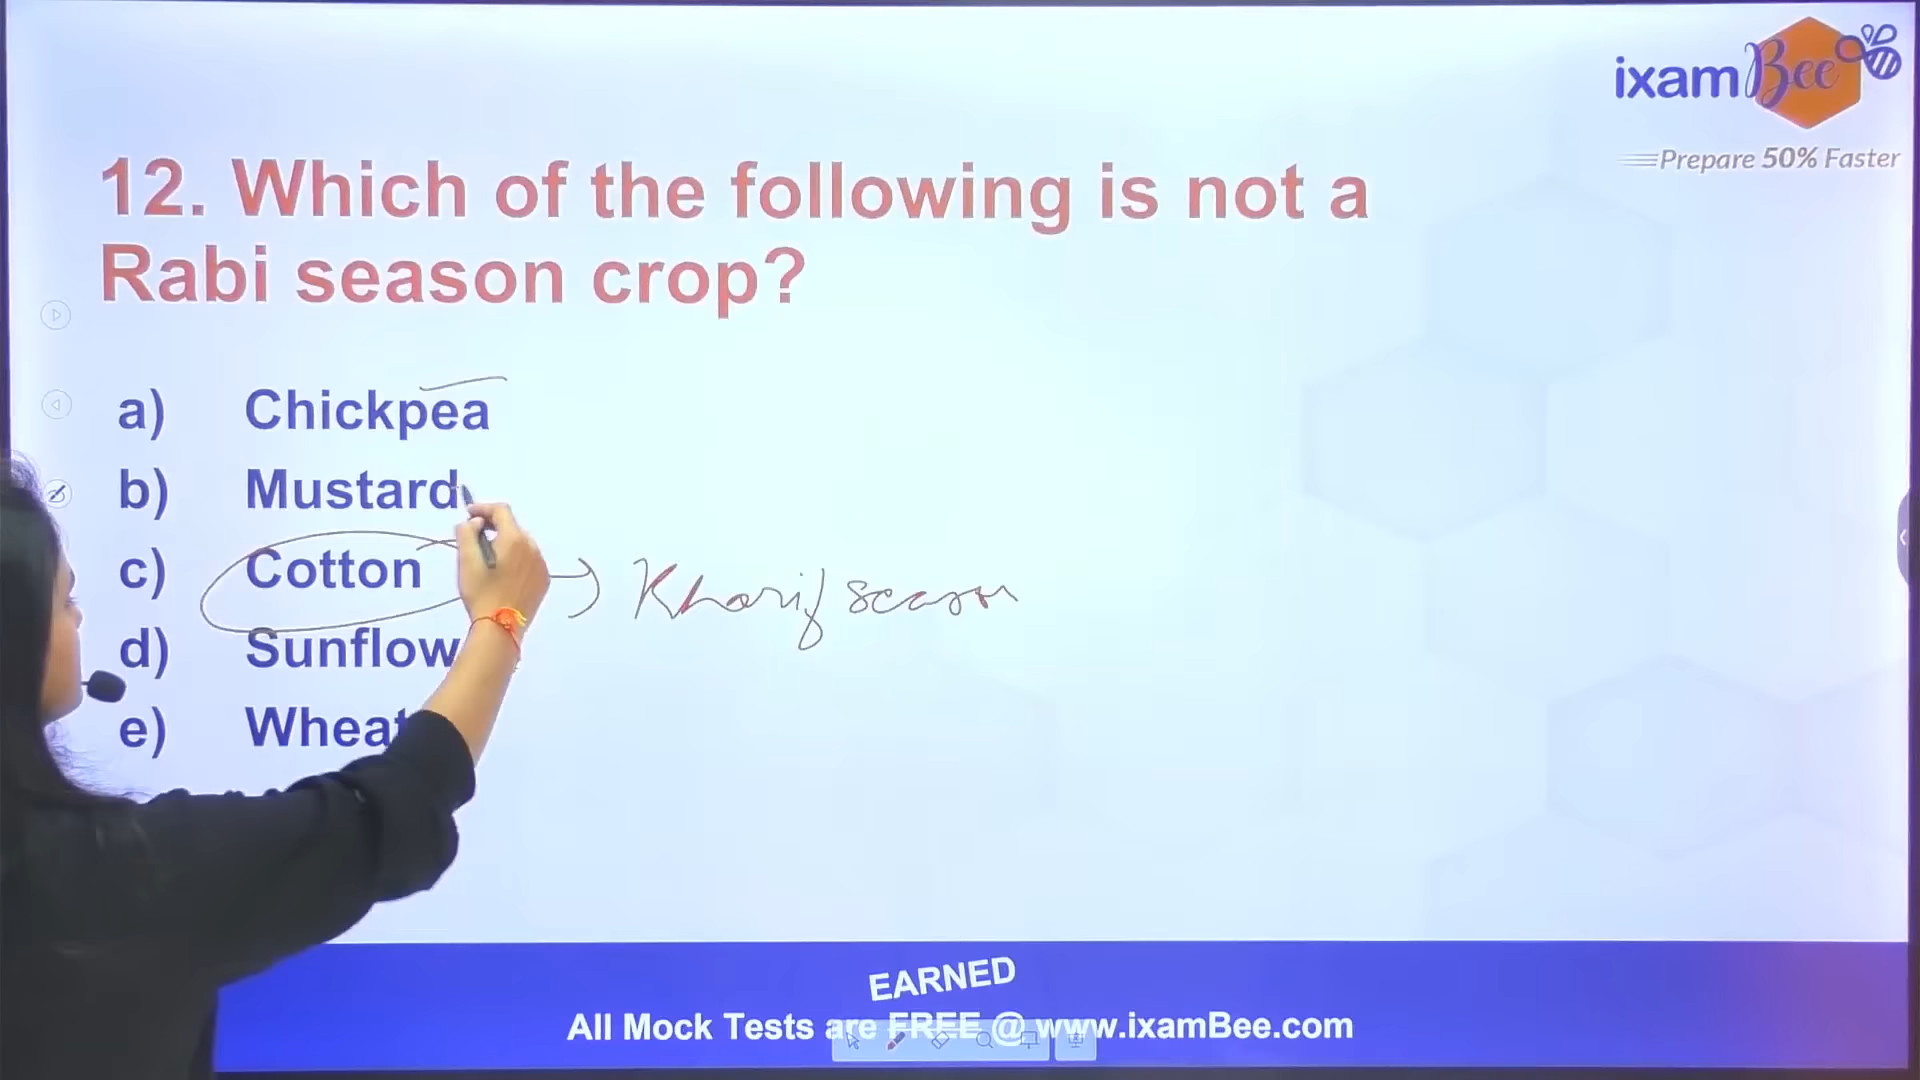 ixamBee
Prepare 50% Faster
12. Which of the following is not a
Rabi season crop?
a) Chickpea
b) Mustard
c) Cotton → Kharif season
d) Sunflow
e) Wheat
EARNED
All Mock Tests are FREE @ www.ixamBee.com